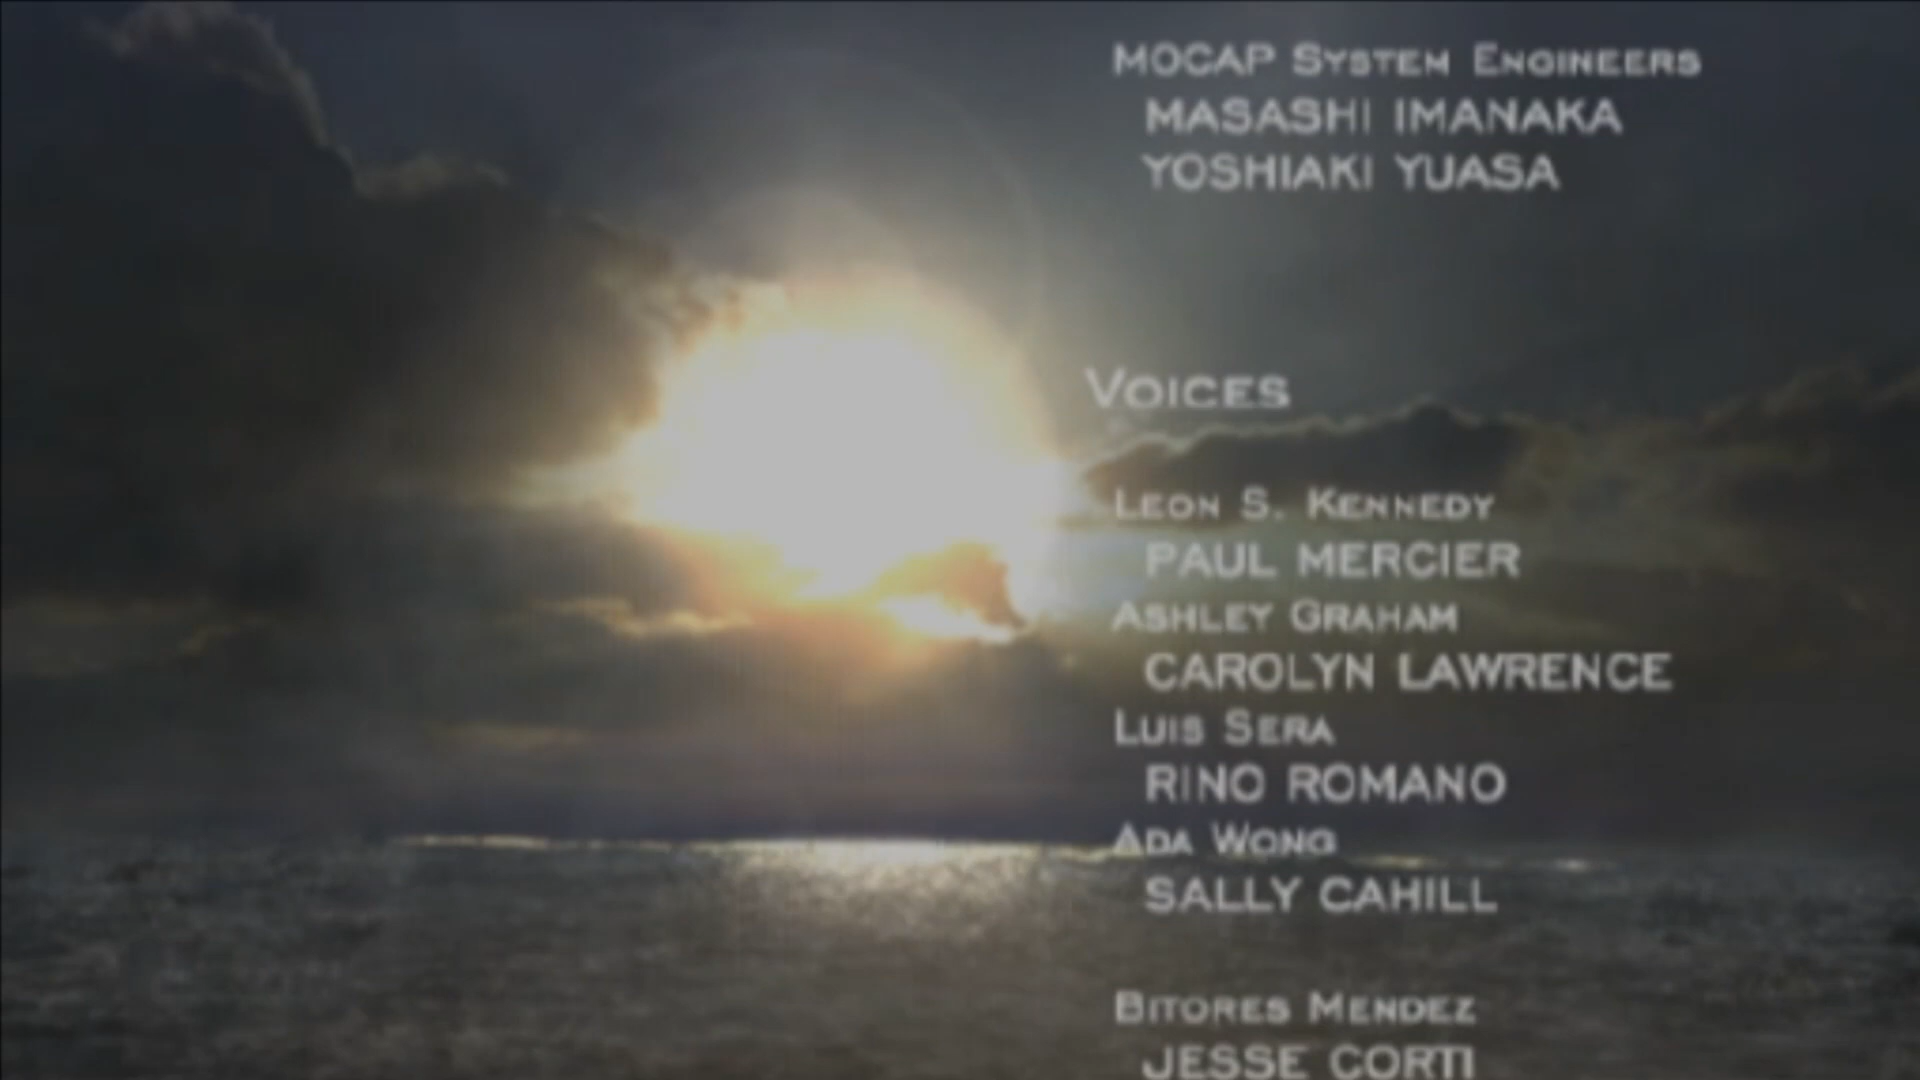 MOCAP System Engineers
MASASHI IMANAKA
YOSHIAKI YUASA
Voices
Leon S. Kennedy
PAUL MERCIER
Ashley Graham
CAROLYN LAWRENCE
Luis Sera
RINO ROMANO
Ada Wong
SALLY CAHILL
Bitores Mendez
JESSE CORTI